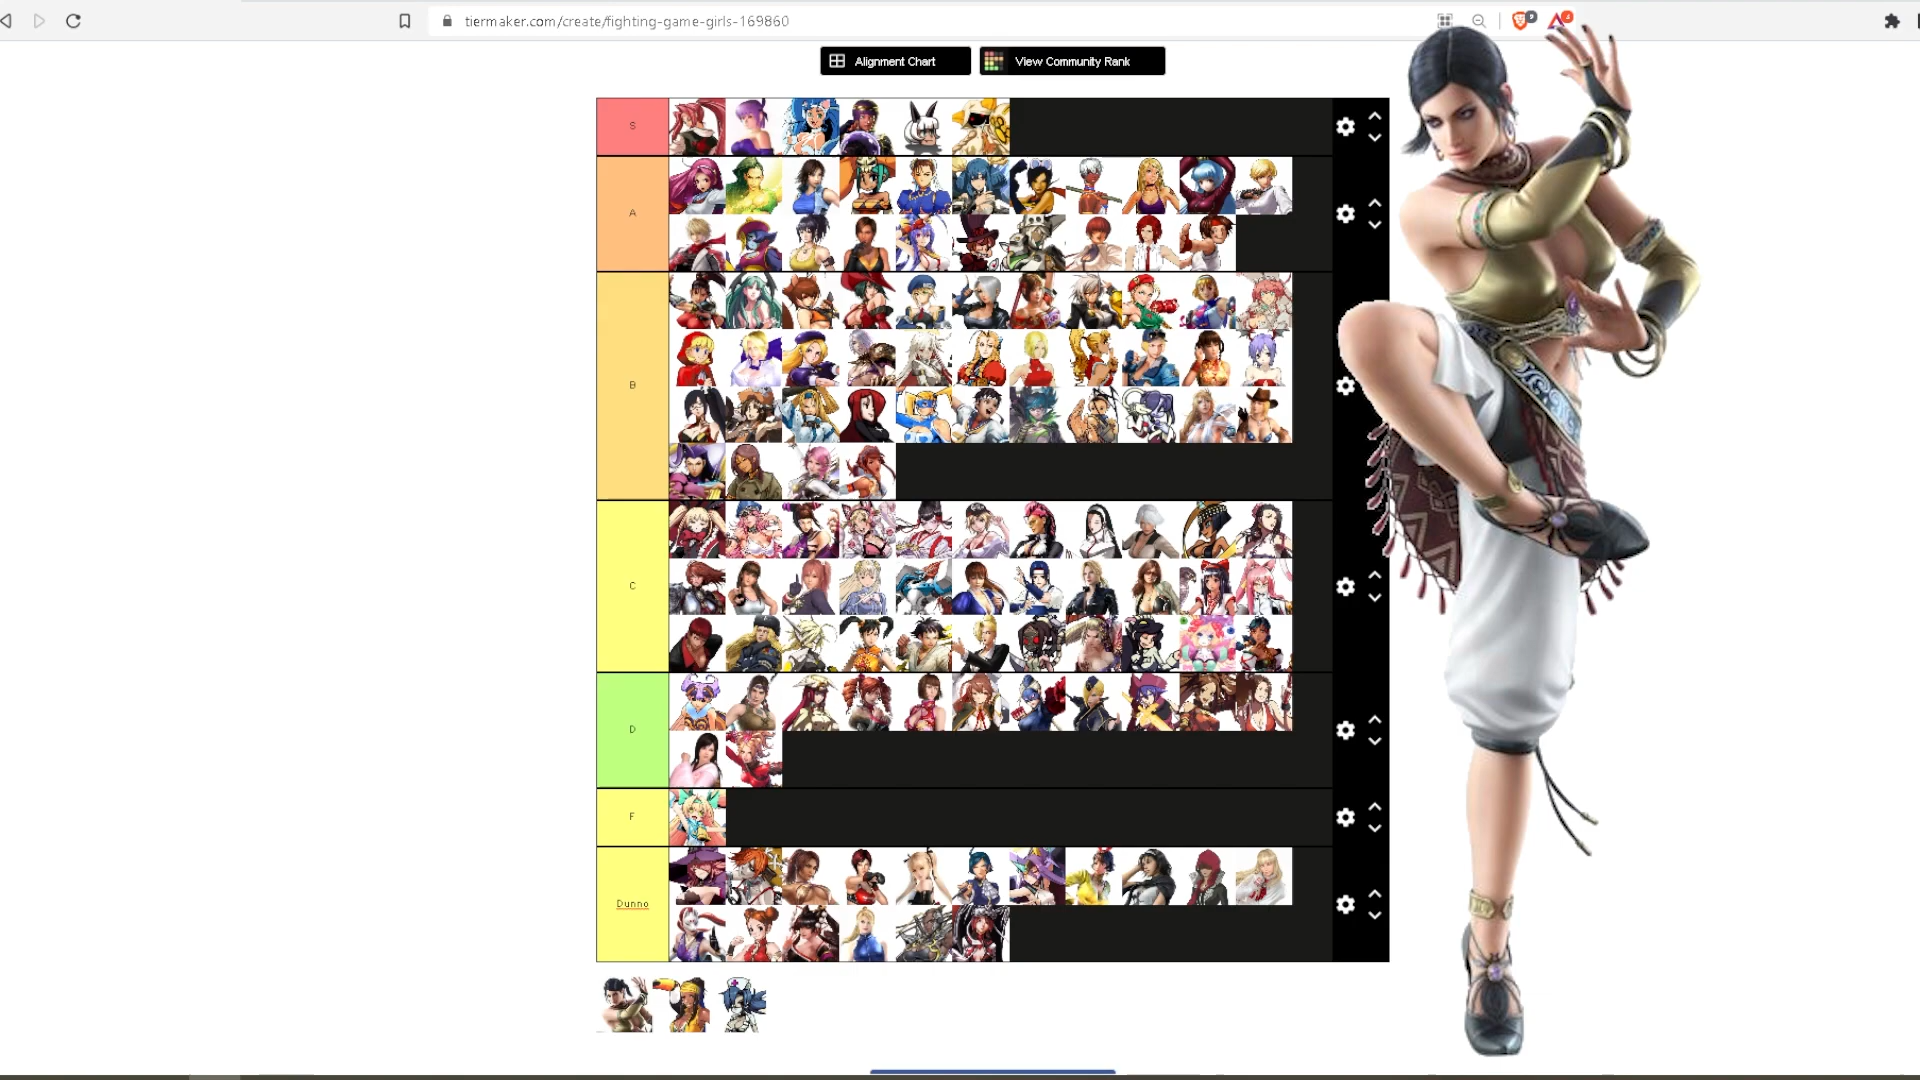 tiermaker.com/create/fighting-game-girls-169860
Alignment Chart
View Community Rank
S
A
B
C
D
F
Dunno